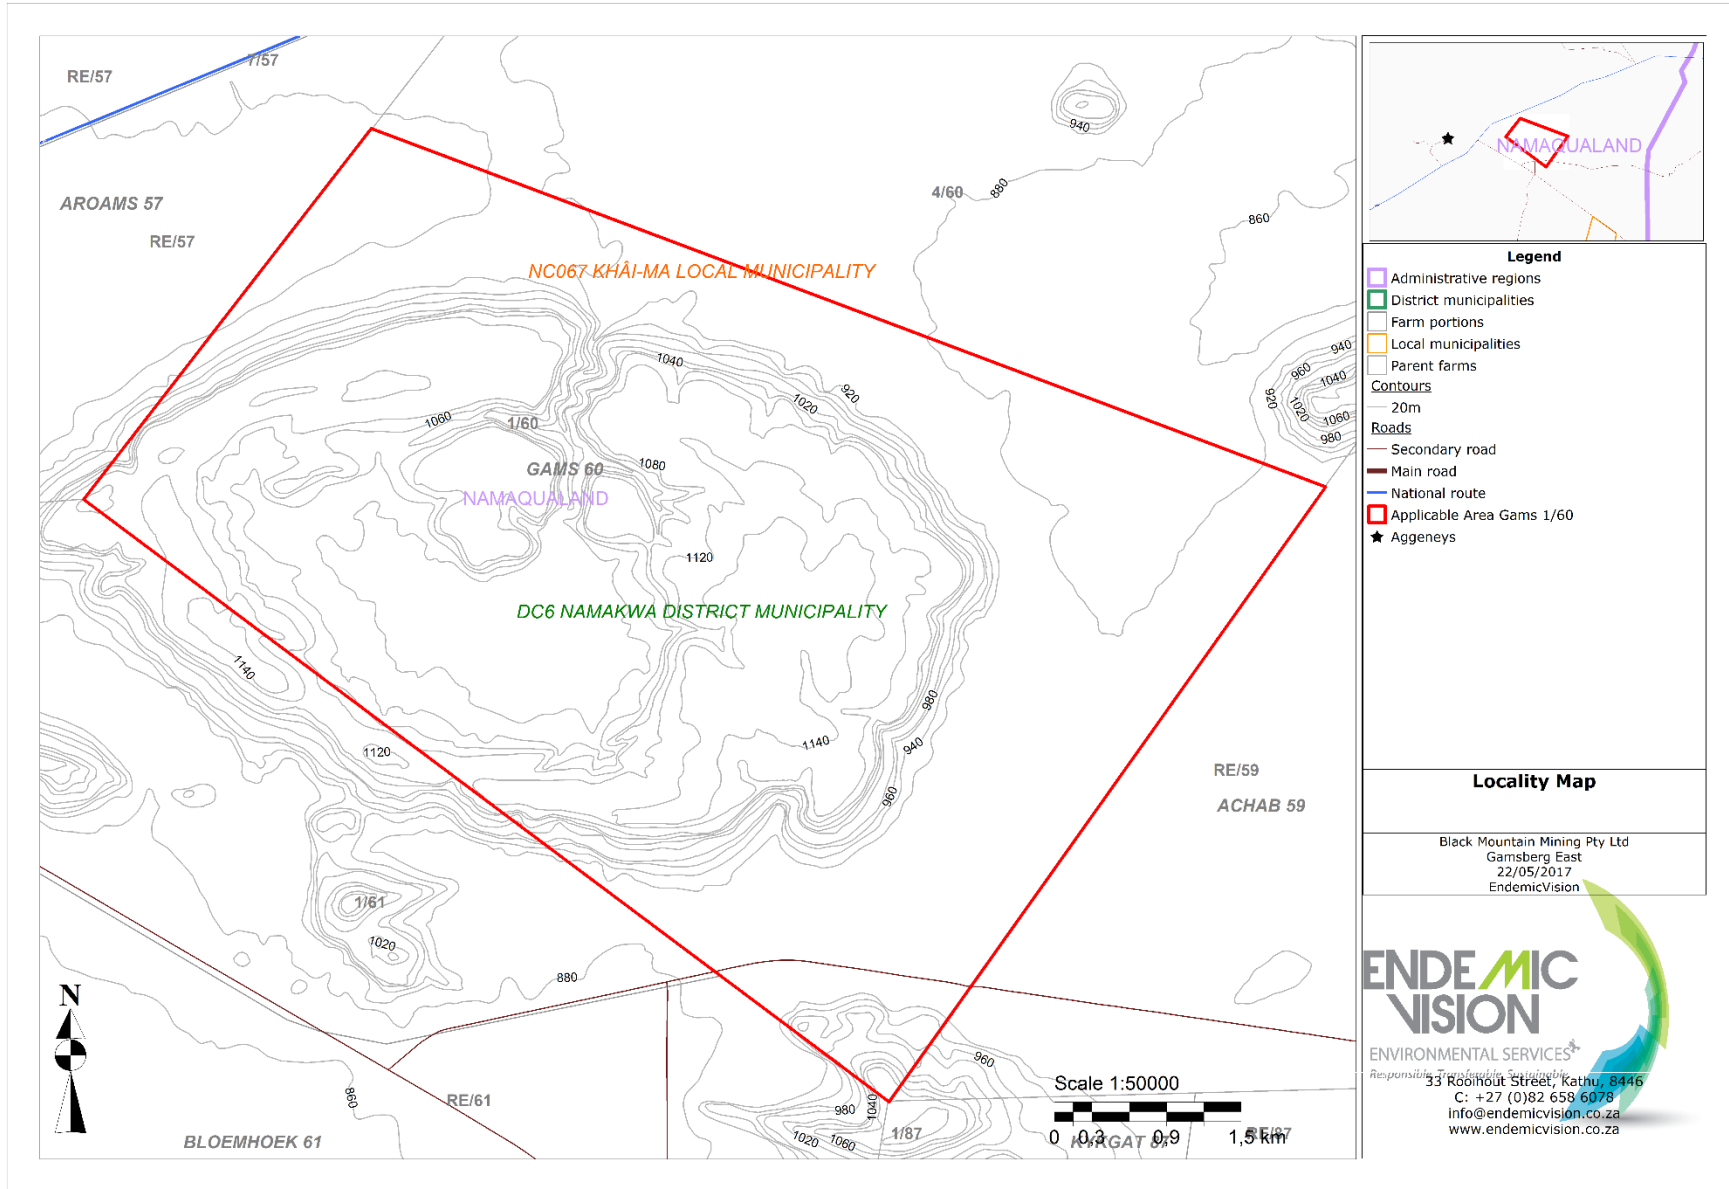 RE/57
7/57
AROAMS 57
RE/57
940
4/60
880
860
NC067 KHÂI-MA LOCAL MUNICIPALITY
1040
920
1020
1060
1/60
GAMS 60
1080
NAMAQUALAND
1120
DC6 NAMAKWA DISTRICT MUNICIPALITY
940
960
1040
920
1020
1060
980
1140
1120
1140
980
940
960
RE/59
ACHAB 59
1/61
1020
880
N
860
RE/61
BLOEMHOEK 61
960
980
1040
1020
1060
1/87
Scale 1:50000
0 0,3 0,9 1,5 km
KYKGAT 87
RE/87
NAMAQUALAND
Legend
Administrative regions
District municipalities
Farm portions
Local municipalities
Parent farms
Contours
20m
Roads
Secondary road
Main road
National route
Applicable Area Gams 1/60
Aggeneys
Locality Map
Black Mountain Mining Pty Ltd
Gamsberg East
22/05/2017
EndemicVision
ENDEMIC
VISION
ENVIRONMENTAL SERVICES
Responsible. Transferable. Sustainable.
33 Rooihout Street, Kathu, 8446
C: +27 (0)82 658 6078
info@endemicvision.co.za
www.endemicvision.co.za